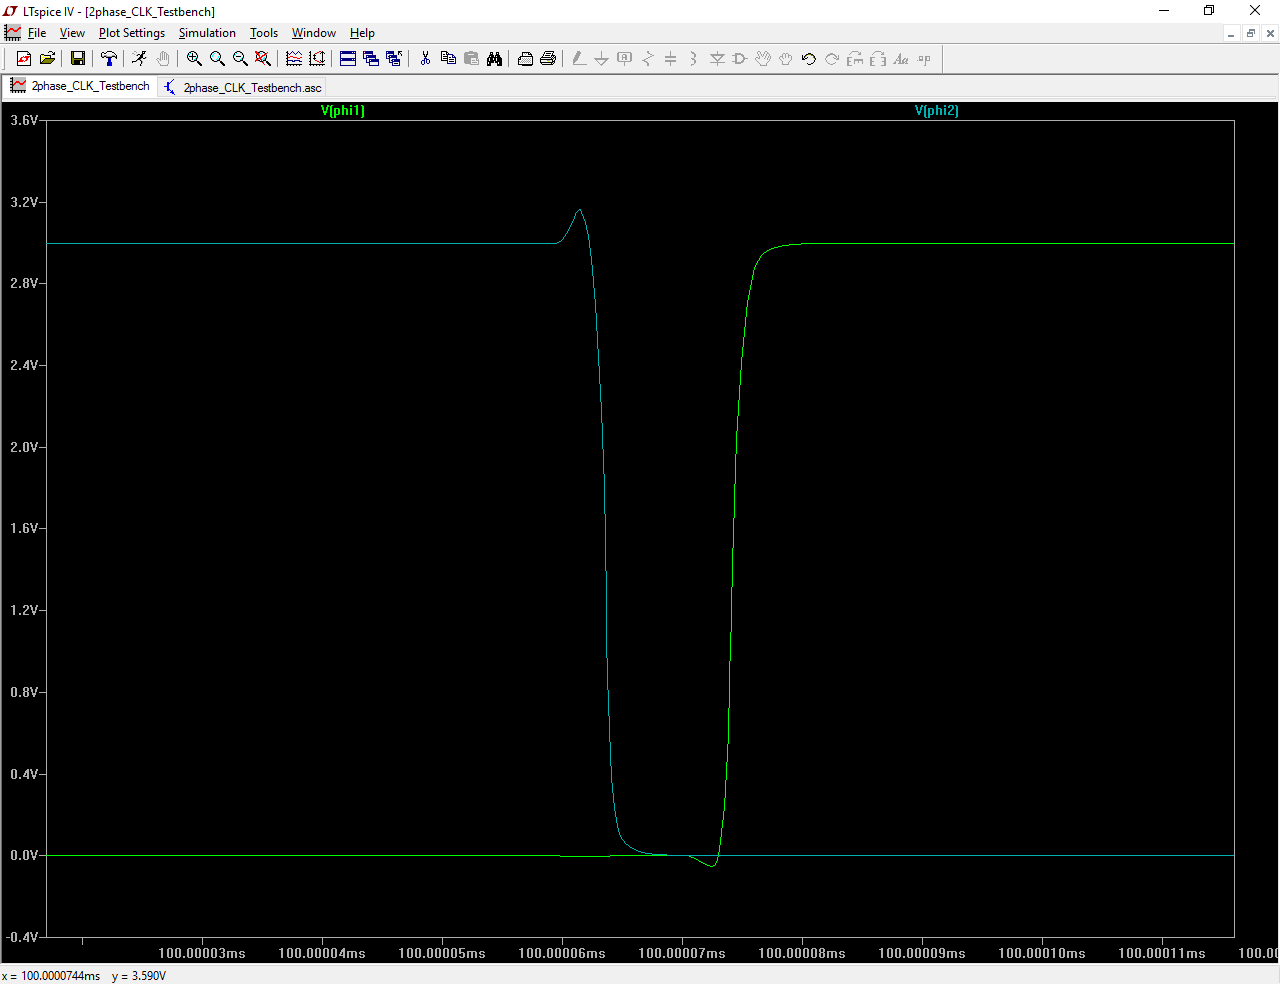 LTspice IV - [2phase_CLK_Testbench]
File View Plot Settings Simulation Tools Window Help
2phase_CLK_Testbench 2phase_CLK_Testbench.asc
V(phi1) V(phi2)
3.6V
3.2V
2.8V
2.4V
2.0V
1.6V
1.2V
0.8V
0.4V
0.0V
-0.4V
100.00003ms 100.00004ms 100.00005ms 100.00006ms 100.00007ms 100.00008ms 100.00009ms 100.00010ms 100.00011ms 100.0
x = 100.0000744ms y = 3.590V